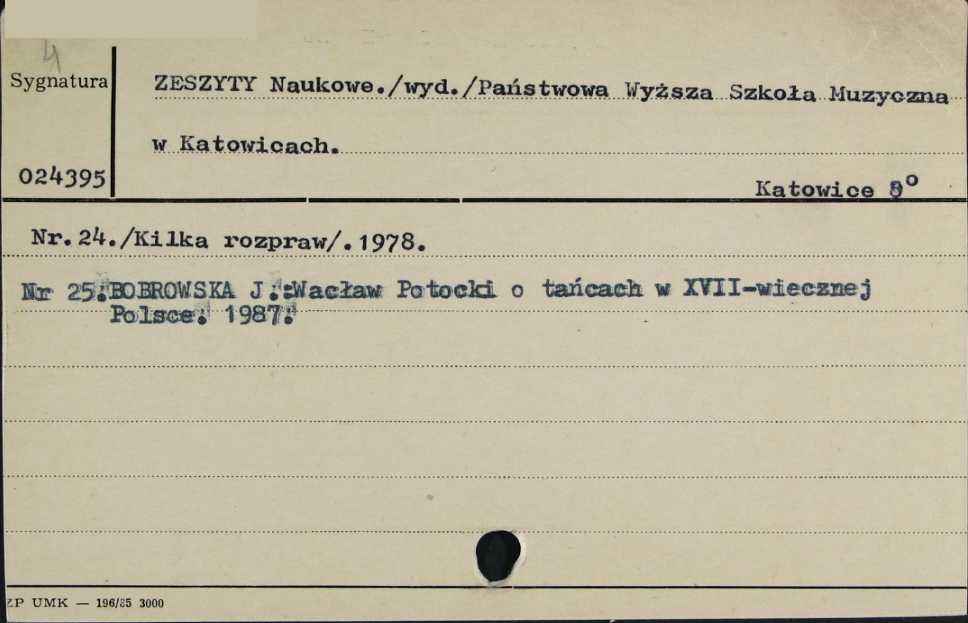 4
Sygnatura
ZESZYTY Naukowe./wyd./Państwowa Wyższa Szkoła Muzyczna
w Katowicach.
024395
Katowice 8°
Nr. 24./Kilka rozpraw/. 1978.
Nr 25.BOBROWSKA J.:Wacław Potocki o tańcach w XVII-wiecznej
Polsce. 1987.
ZP UMK — 196/85 3000